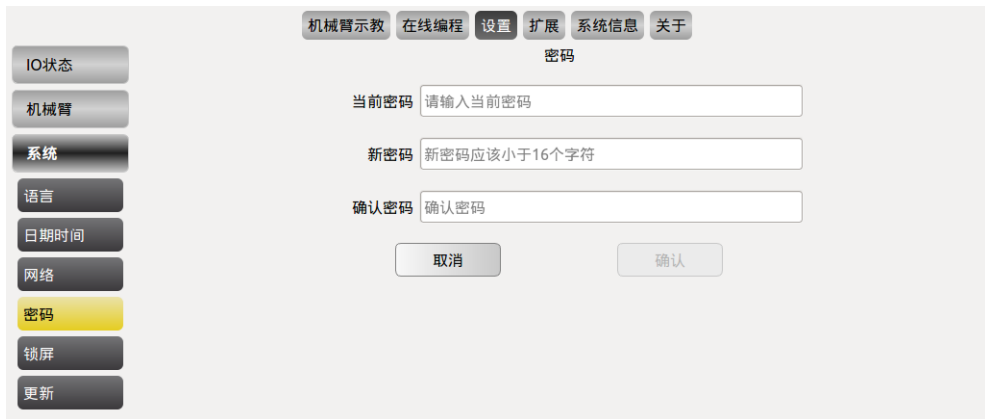 机械臂示教 在线编程 设置 扩展 系统信息 关于
密码
IO状态
机械臂
系统
语言
日期时间
网络
密码
锁屏
更新
当前密码 请输入当前密码
新密码 新密码应该小于16个字符
确认密码 确认密码
取消 确认